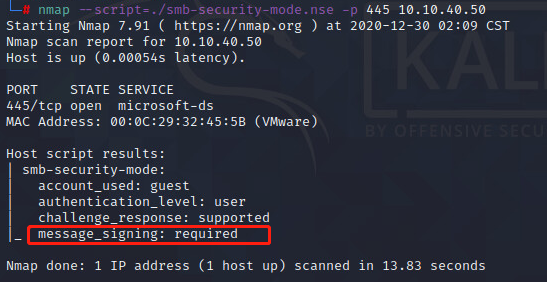 └─# nmap --script=./smb-security-mode.nse -p 445 10.10.40.50
Starting Nmap 7.91 ( https://nmap.org ) at 2020-12-30 02:09 CST
Nmap scan report for 10.10.40.50
Host is up (0.00054s latency).
PORT    STATE SERVICE
445/tcp open  microsoft-ds
MAC Address: 00:0C:29:32:45:5B (VMware)
KAL
BY OFFENSIVE SEC
Host script results:
| smb-security-mode:
|   account_used: guest
|   authentication_level: user
|   challenge_response: supported
|_  message_signing: required
Nmap done: 1 IP address (1 host up) scanned in 13.83 seconds